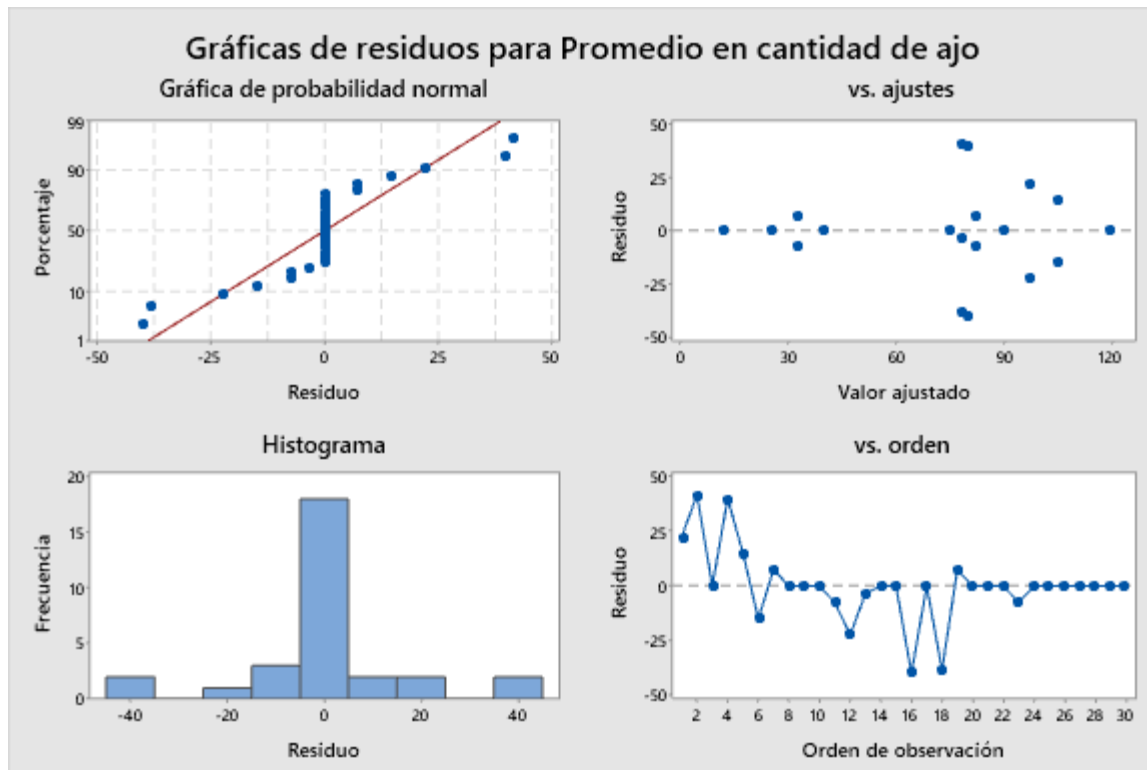 Gráficas de residuos para Promedio en cantidad de ajo
Gráfica de probabilidad normal
99
90
50
10
1
Porcentaje
-50 -25 0 25 50
Residuo
vs. ajustes
50
25
0
-25
-50
Residuo
0 30 60 90 120
Valor ajustado
Histograma
20
15
10
5
0
Frecuencia
-40 -20 0 20 40
Residuo
vs. orden
50
25
0
-25
-50
Residuo
2 4 6 8 10 12 14 16 18 20 22 24 26 28 30
Orden de observación